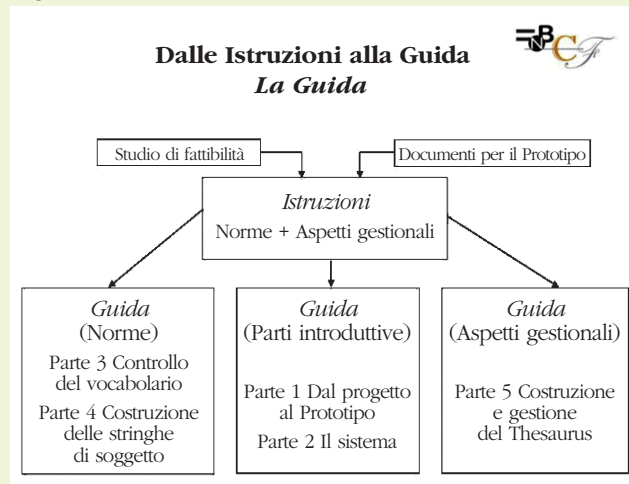 Dalle Istruzioni alla Guida
La Guida
BNCF
Studio di fattibilità
Documenti per il Prototipo
Istruzioni
Norme + Aspetti gestionali
Guida
(Norme)
Parte 3 Controllo
del vocabolario
Parte 4 Costruzione
delle stringhe
di soggetto
Guida
(Parti introduttive)
Parte 1 Dal progetto
al Prototipo
Parte 2 Il sistema
Guida
(Aspetti gestionali)
Parte 5 Costruzione
e gestione
del Thesaurus